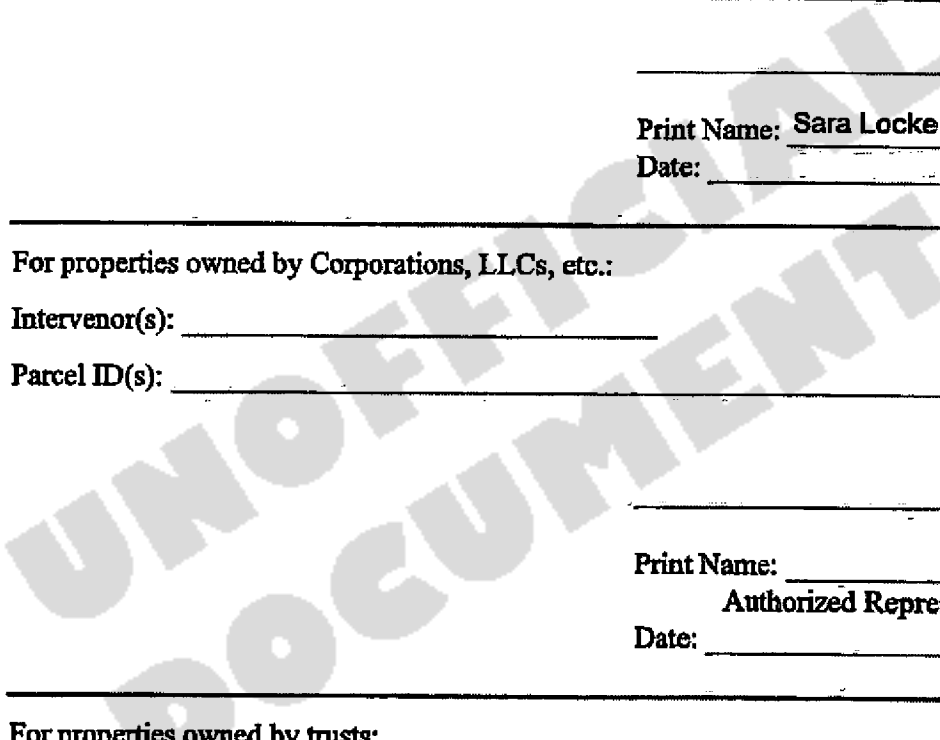 Print Name: Sara Locke
Date:
For properties owned by Corporations, LLCs, etc.:
Intervenor(s):
Parcel ID(s):
Print Name:
Authorized Repre
Date:
For properties owned by trusts:
UNOFFICIAL
DOCUMENT